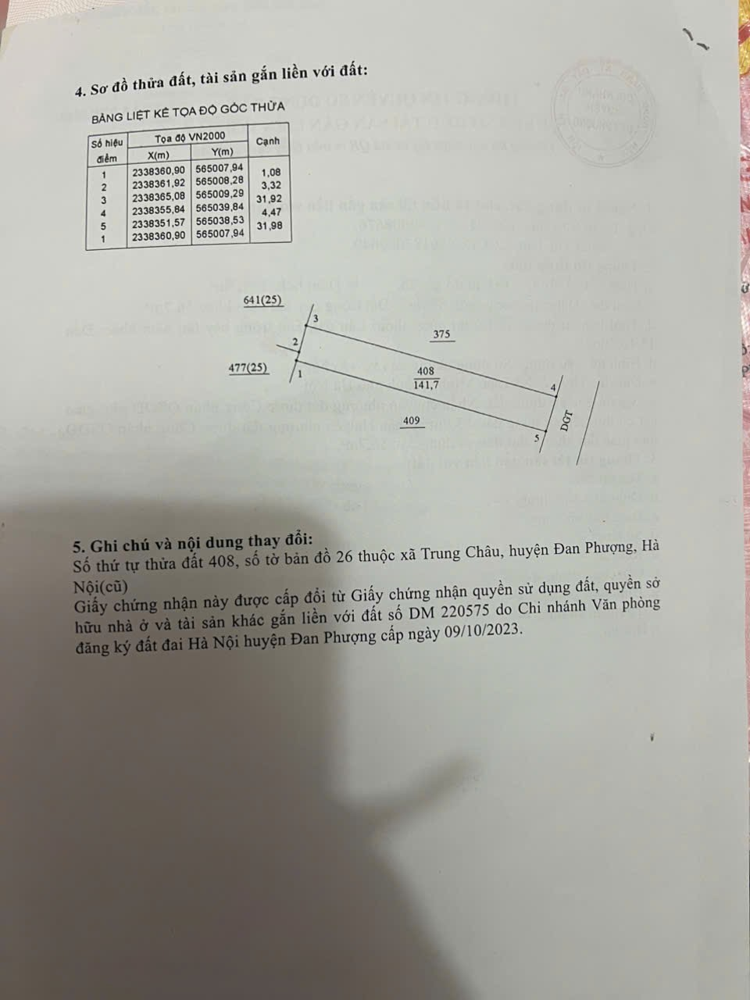 4. Sơ đồ thửa đất, tài sản gắn liền với đất:
BẢNG LIỆT KÊ TỌA ĐỘ GÓC THỬA
Số hiệu điểm Tọa độ VN2000 Cạnh
X(m) Y(m)
1 2338360,90 565007,94
1,08
2 2338361,92 565008,28
3,32
3 2338365,08 565009,29
31,92
4 2338355,84 565039,84
4,47
5 2338351,57 565038,53
31,98
1 2338360,90 565007,94
641(25)
3
375
2
477(25)
1
408
141,7
4
409
5
DGT
5. Ghi chú và nội dung thay đổi:
Số thứ tự thửa đất 408, số tờ bản đồ 26 thuộc xã Trung Châu, huyện Đan Phượng, Hà
Nội(cũ)
Giấy chứng nhận này được cấp đổi từ Giấy chứng nhận quyền sử dụng đất, quyền sở
hữu nhà ở và tài sản khác gắn liền với đất số DM 220575 do Chi nhánh Văn phòng
đăng ký đất đai Hà Nội huyện Đan Phượng cấp ngày 09/10/2023.